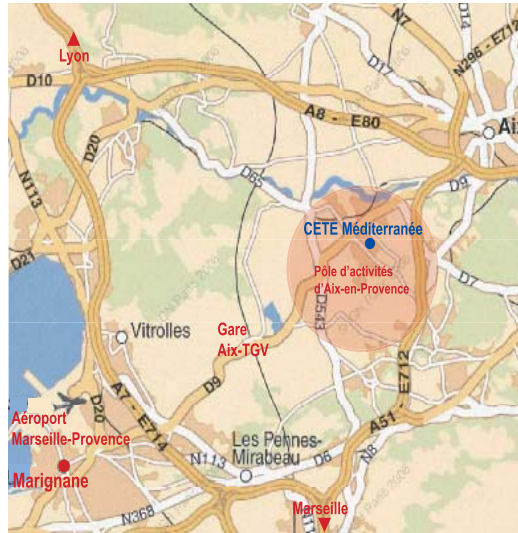 N7
D14
N296 - E712
Lyon
D17
D10
A8 - E80
Aix
D20
N113
D65
D9
CETE Méditerranée
D21
D7
Pôle d'activités
d'Aix-en-Provence
D543
Vitrolles
Gare
Aix-TGV
E712
D9
A7 - E714
A51 -
D20
Aéroport
Marseille-Provence
Les Pennes-
Mirabeau
N113
D6
N8
Marignane
N368
Marseille